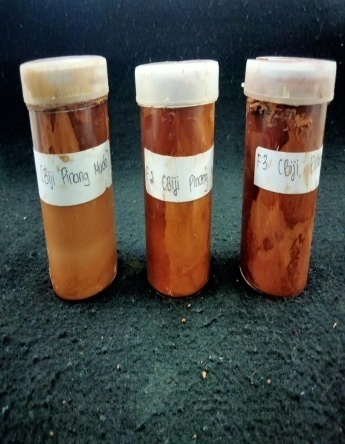 (Biji Pinang Muda
F2 (Biji Pinang
F3 (Biji